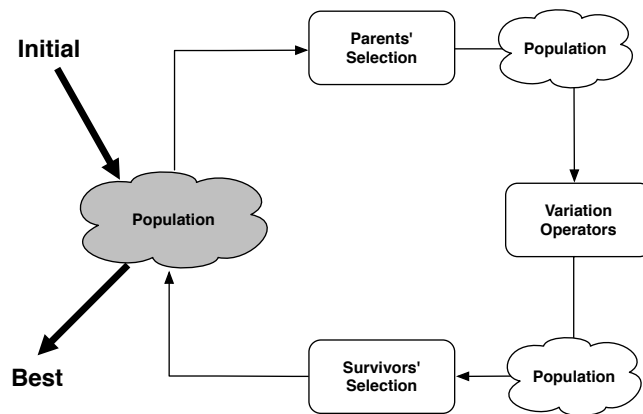 Initial
Parents'
Selection
Population
Population
Variation
Operators
Best
Survivors'
Selection
Population